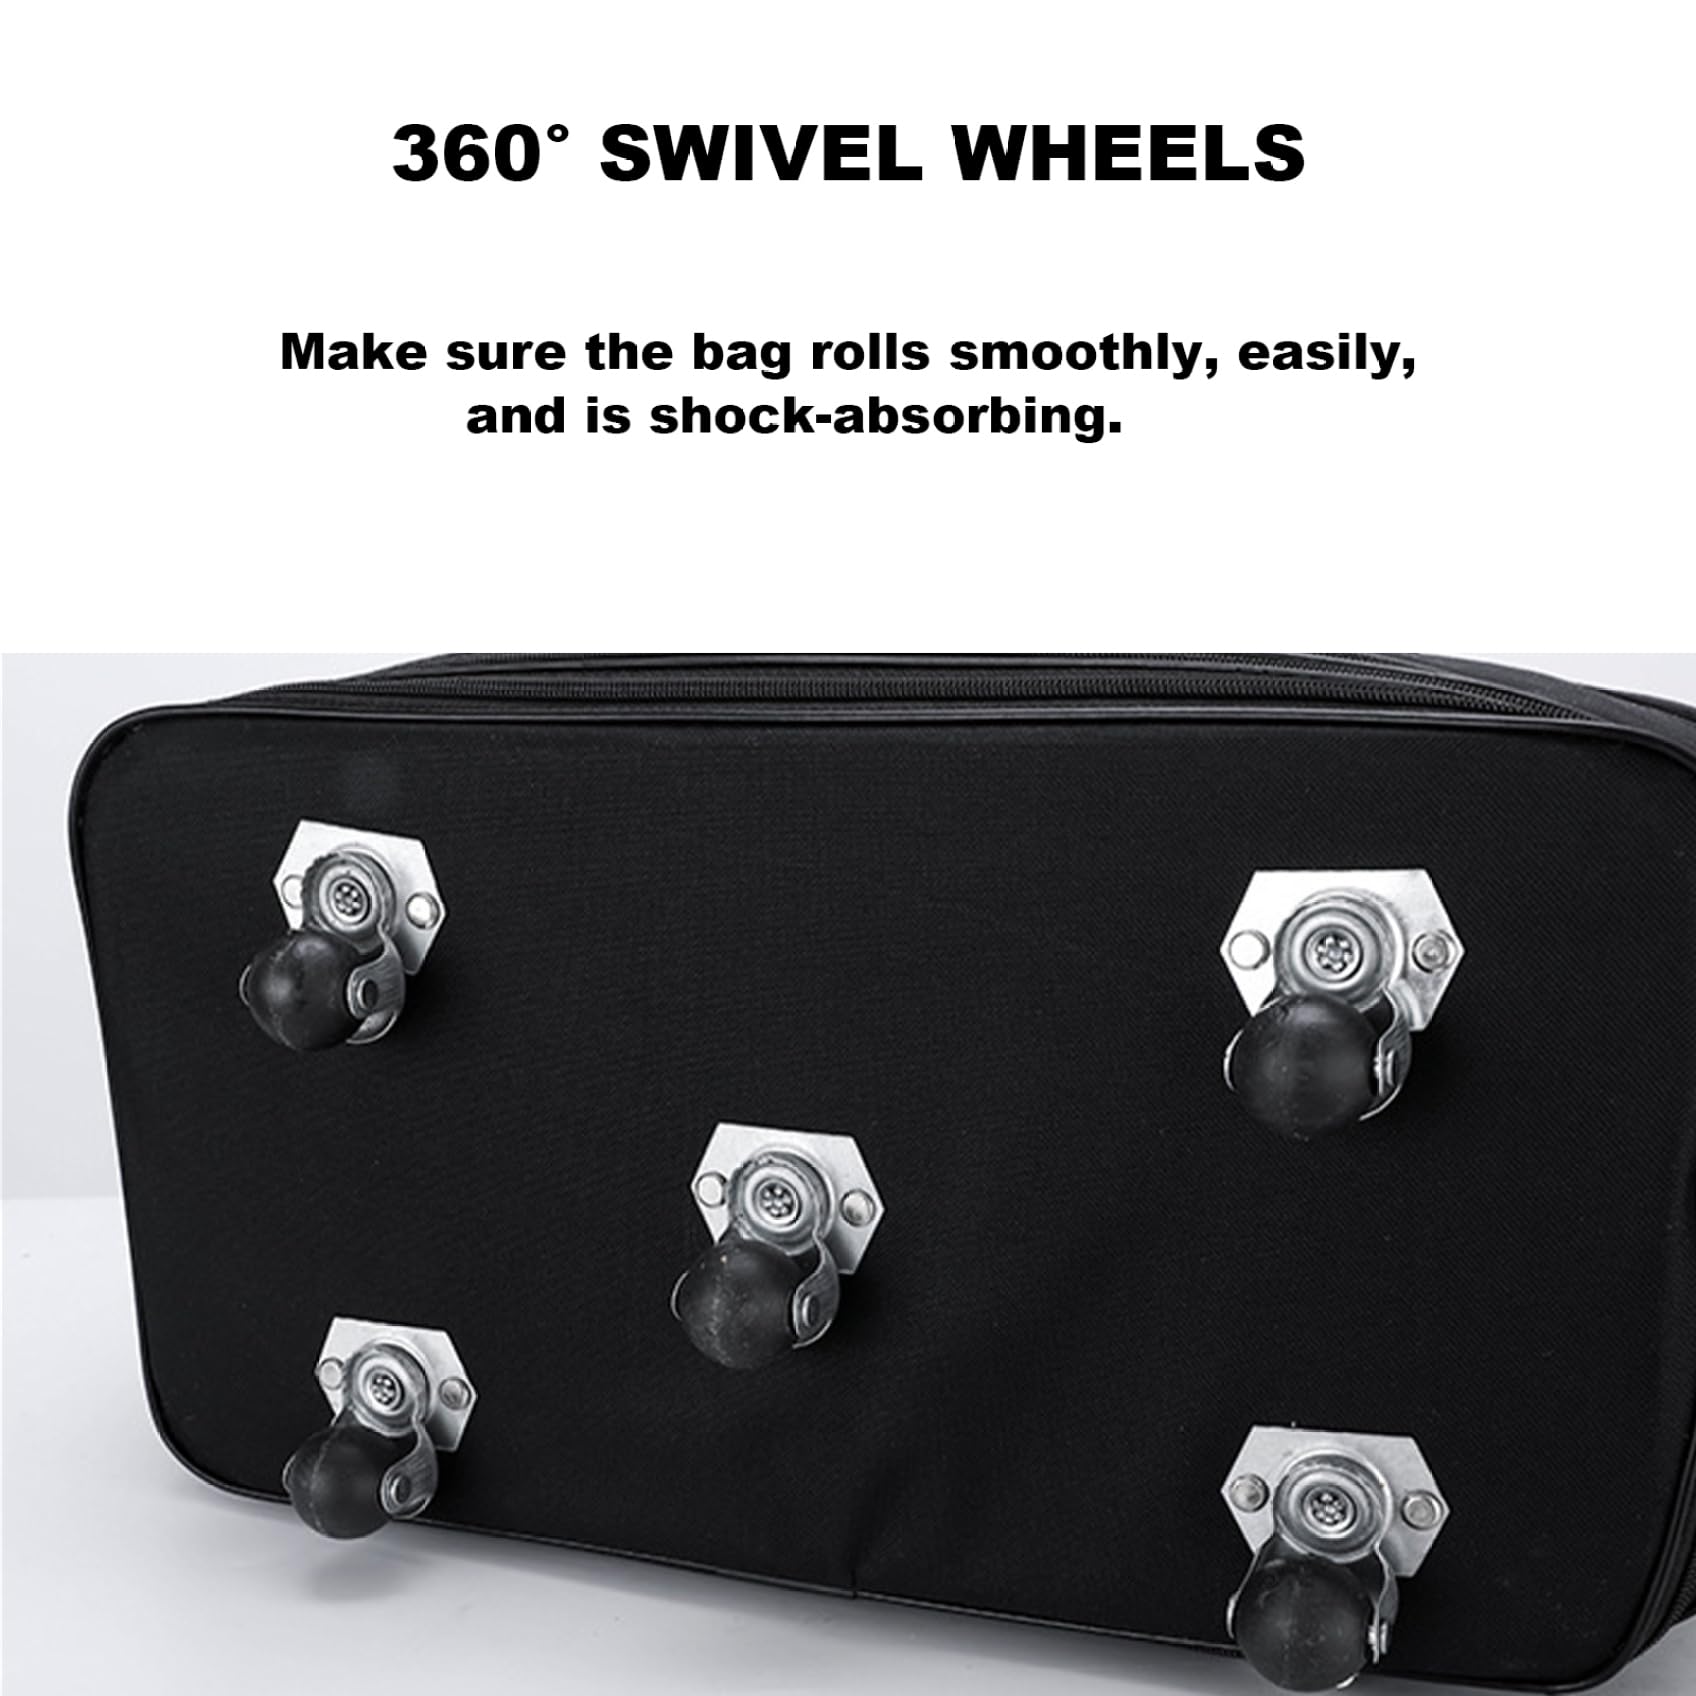 360° SWIVEL WHEELS
Make sure the bag rolls smoothly, easily,
and is shock-absorbing.